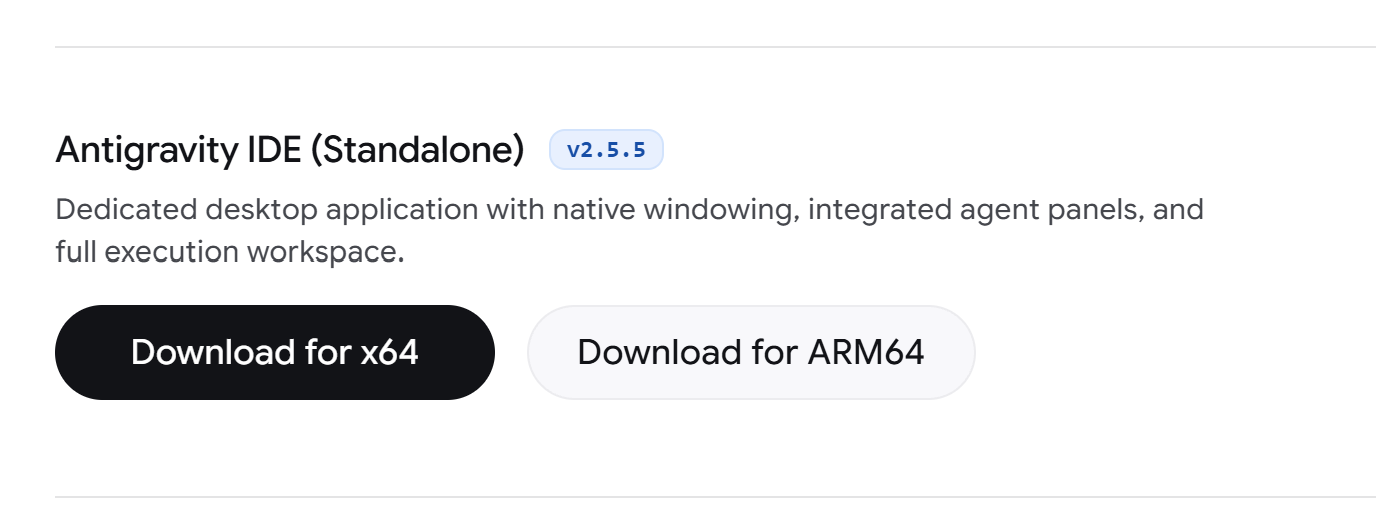 Antigravity IDE (Standalone) v2.5.5
Dedicated desktop application with native windowing, integrated agent panels, and
full execution workspace.
Download for x64 Download for ARM64